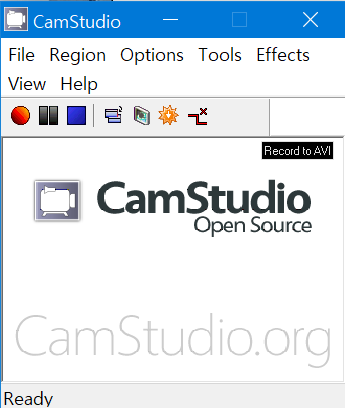 CamStudio
File Region Options Tools Effects
View Help
Record to AVI
CamStudio
Open Source
CamStudio.org
Ready